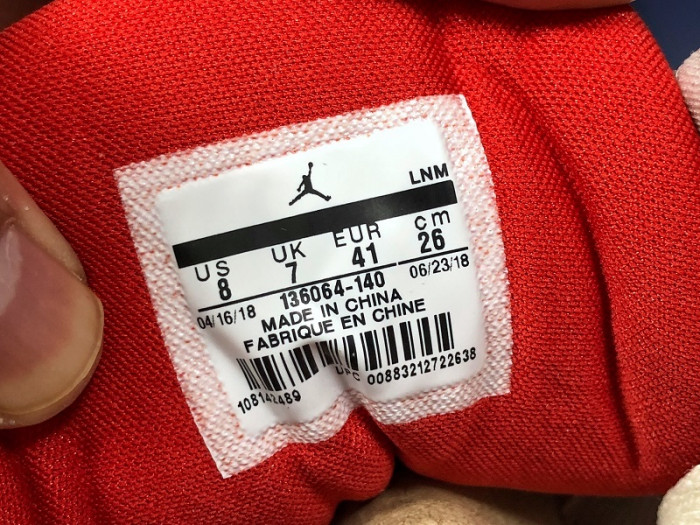 LNM
US UK EUR cm
8 7 41 26
04/16/18 136064-140 06/23/18
MADE IN CHINA
FABRIQUE EN CHINE
UPC 00883212722638